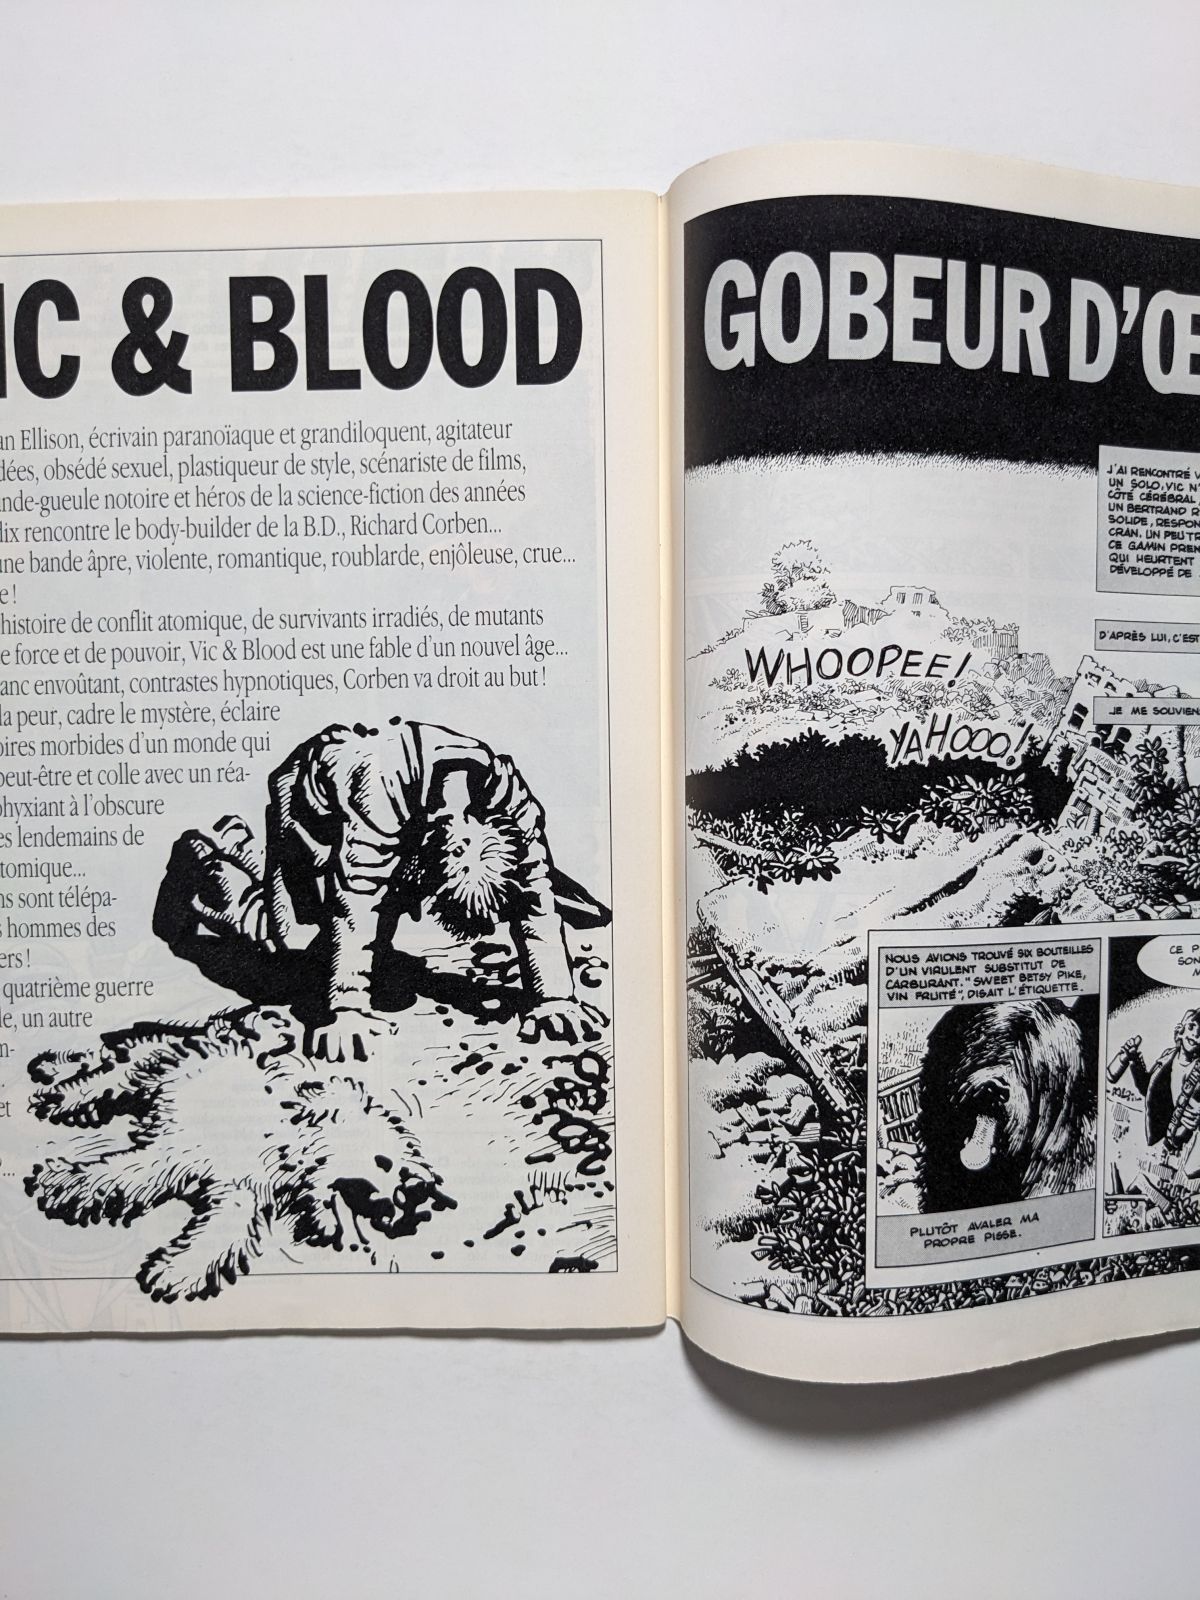 IC & BLOOD
an Ellison, écrivain paranoïaque et grandiloquent, agitateur
dées, obsédé sexuel, plastiqueur de style, scénariste de films,
nde-gueule notoire et héros de la science-fiction des années
dix rencontre le body-builder de la B.D., Richard Corben...
une bande âpre, violente, romantique, roublarde, enjôleuse, crue...
e !
histoire de conflit atomique, de survivants irradiés, de mutants
e force et de pouvoir, Vic & Blood est une fable d'un nouvel âge...
anc envoûtant, contrastes hypnotiques, Corben va droit au but !
la peur, cadre le mystère, éclaire
oires morbides d'un monde qui
peut-être et colle avec un réa-
phyxiant à l'obscure
es lendemains de
tomique...
ns sont télépa-
s hommes des
ers !
quatrième guerre
le, un autre
n-
et
GOBEUR D'Œ
J'AI RENCONTRÉ V
UN SOLO, VIC N'
CÔTÉ CÉRÉBRAL,
UN BERTRAND R
SOLIDE, RESPON
CRAN. UN PEU TR
CE GAMIN PREN
QUI HEURTENT
DÉVELOPPÉ DE
D'APRÈS LUI, C'EST
JE ME SOUVIEN
WHOOPEE!
YAHOOO!
NOUS AVIONS TROUVÉ SIX BOUTEILLES
D'UN VIRULENT SUBSTITUT DE
CARBURANT. "SWEET BETSY PIKE,
VIN FRUITÉ", DISAIT L'ÉTIQUETTE.
PLUTÔT AVALER MA
PROPRE PISSE.
CE P
SON
M